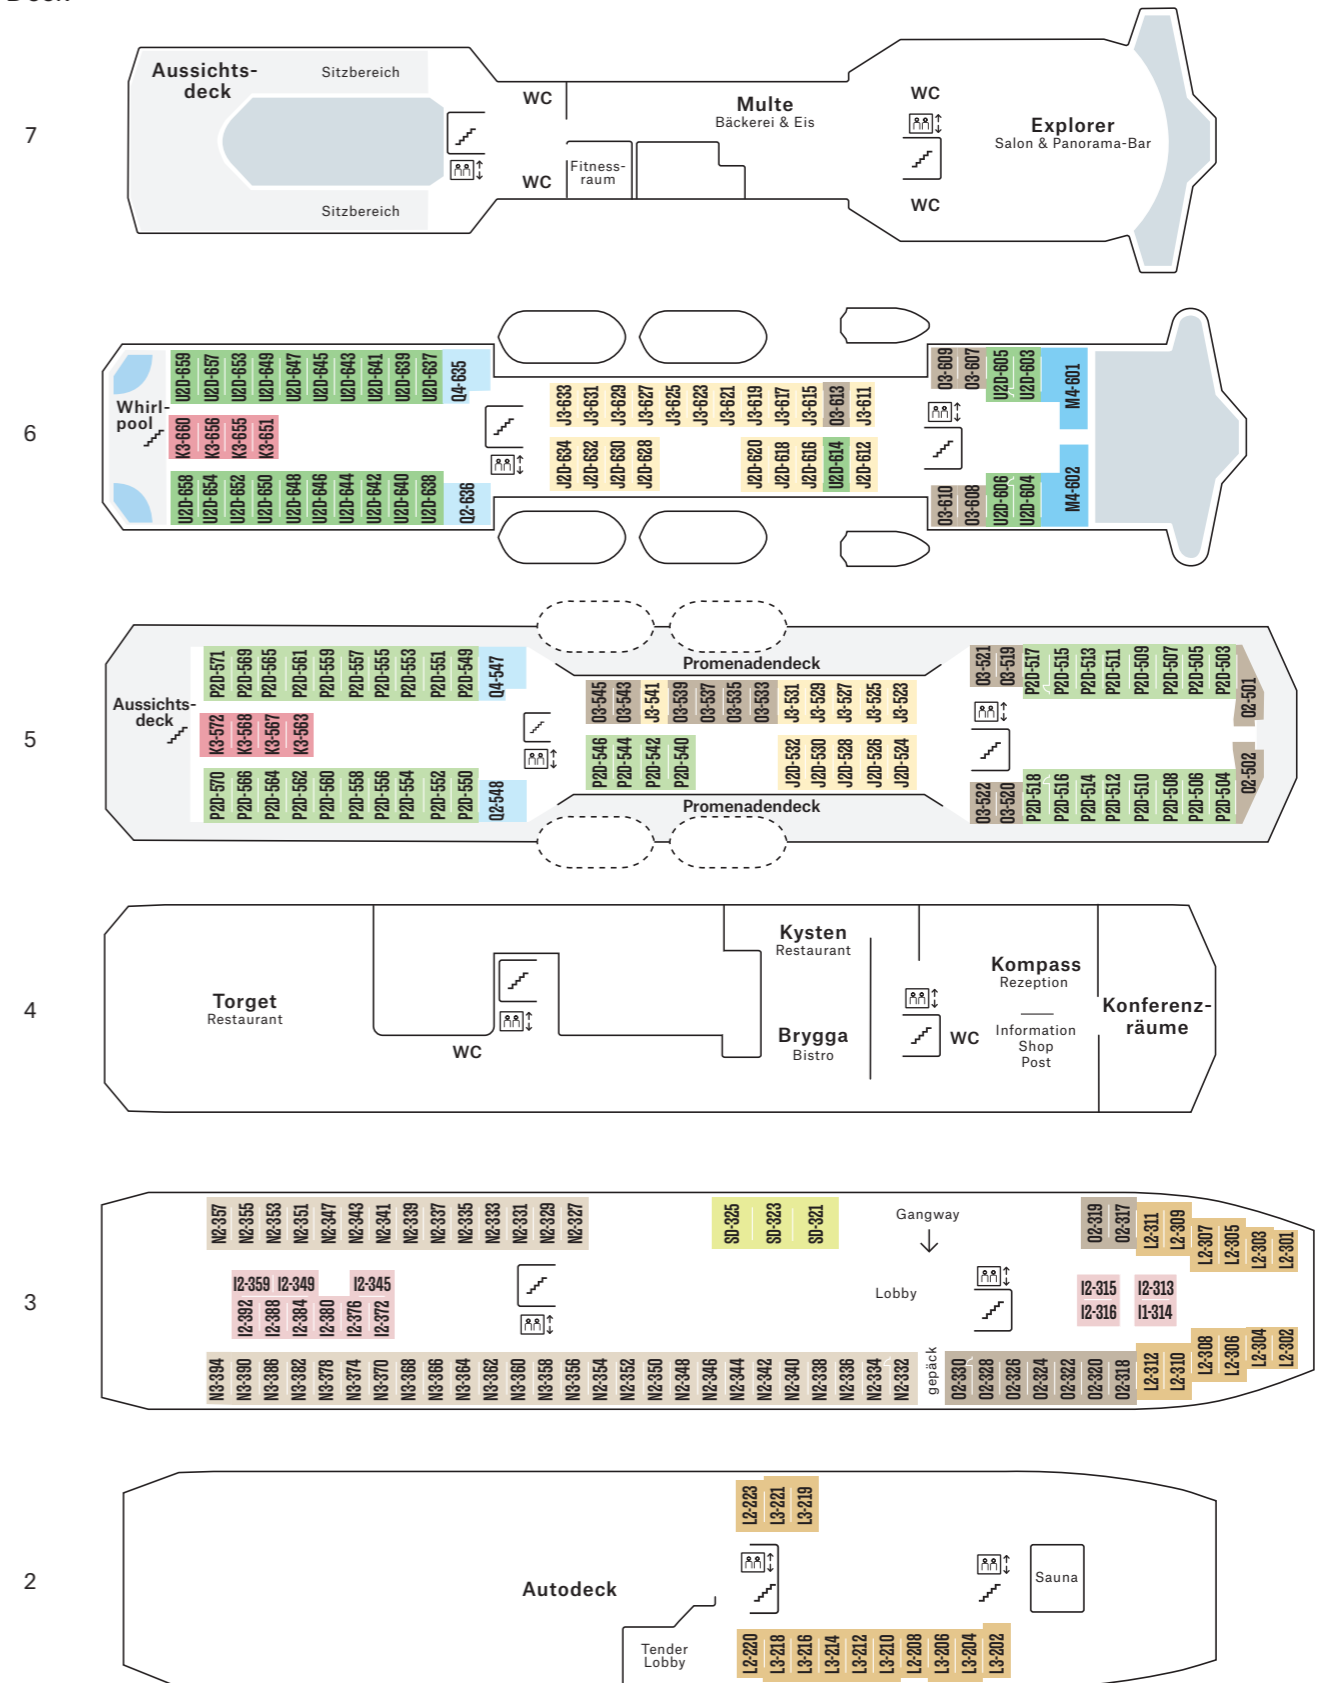 Deck
7
Aussichts-
deck
Sitzbereich
Sitzbereich
WC
WC
Fitness-
raum
Multe
Bäckerei & Eis
WC
WC
Explorer
Salon & Panorama-Bar
6
Whirl-
pool
U2D-659
U2D-657
U2D-653
U2D-649
U2D-647
U2D-645
U2D-643
U2D-641
U2D-639
U2D-637
Q4-635
K3-660
K3-656
K3-655
K3-651
U2D-658
U2D-654
U2D-652
U2D-650
U2D-648
U2D-646
U2D-644
U2D-642
U2D-640
U2D-638
Q2-636
J3-633
J3-631
J3-629
J3-627
J3-625
J3-623
J3-621
J3-619
J3-617
J3-615
O3-613
J3-611
J2D-634
J2D-632
J2D-630
J2D-628
J2D-620
J2D-618
J2D-616
U2D-614
J2D-612
O3-609
O3-607
U2D-605
U2D-603
M4-601
O3-610
O3-608
U2D-606
U2D-604
M4-602
5
Aussichts-
deck
P2D-571
P2D-569
P2D-565
P2D-561
P2D-559
P2D-557
P2D-555
P2D-553
P2D-551
P2D-549
Q4-547
K3-572
K3-568
K3-567
K3-563
P2D-570
P2D-566
P2D-564
P2D-562
P2D-560
P2D-558
P2D-556
P2D-554
P2D-552
P2D-550
Q2-548
Promenadendeck
O3-545
O3-543
J3-541
O3-539
O3-537
O3-535
O3-533
J3-531
J3-529
J3-527
J3-525
J3-523
P2D-546
P2D-544
P2D-542
P2D-540
J2D-532
J2D-530
J2D-528
J2D-526
J2D-524
Promenadendeck
O3-521
O3-519
P2D-517
P2D-515
P2D-513
P2D-511
P2D-509
P2D-507
P2D-505
P2D-503
O2-501
O3-522
O3-520
P2D-518
P2D-516
P2D-514
P2D-512
P2D-510
P2D-508
P2D-506
P2D-504
O2-502
4
Torget
Restaurant
WC
Kysten
Restaurant
Brygga
Bistro
WC
Kompass
Rezeption
Information
Shop
Post
Konferenz-
räume
3
N2-357
N2-355
N2-353
N2-351
N2-347
N2-343
N2-341
N2-339
N2-337
N2-335
N2-333
N2-331
N2-329
N2-327
SD-325
SD-323
SD-321
Gangway
Lobby
O2-319
O2-317
L2-311
L2-309
L2-307
L2-305
L2-303
L2-301
I2-359
I2-349
I2-345
I2-392
I2-388
I2-384
I2-380
I2-376
I2-372
I2-315
I2-313
I2-316
I1-314
N3-394
N3-390
N3-386
N3-382
N3-378
N3-374
N3-370
N3-368
N3-366
N3-364
N3-362
N3-360
N3-358
N3-356
N2-354
N2-352
N2-350
N2-348
N2-346
N2-344
N2-342
N2-340
N2-338
N2-336
N2-334
N2-332
gepäck
O2-330
O2-328
O2-326
O2-324
O2-322
O2-320
O2-318
L2-312
L2-310
L2-308
L2-306
L2-304
L2-302
2
L2-223
L3-221
L3-219
Autodeck
Sauna
Tender
Lobby
L2-220
L3-218
L3-216
L3-214
L3-212
L3-210
L2-208
L3-206
L3-204
L3-202